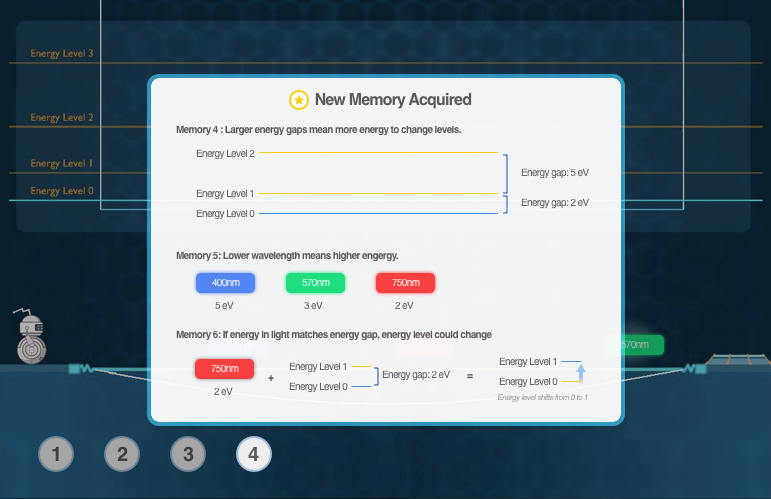 Energy Level 3
Energy Level 2
Energy Level 1
Energy Level 0
New Memory Acquired
Memory 4 : Larger energy gaps mean more energy to change levels.
Energy Level 2
Energy gap: 5 eV
Energy Level 1
Energy gap: 2 eV
Energy Level 0
Memory 5: Lower wavelength means higher engergy.
400nm 570nm 750nm
5 eV 3 eV 2 eV
Memory 6: If energy in light matches energy gap, energy level could change
750nm
2 eV
+
Energy Level 1
Energy Level 0
Energy gap: 2 eV
=
Energy Level 1
Energy Level 0
Energy level shifts from 0 to 1
570nm
1 2 3 4